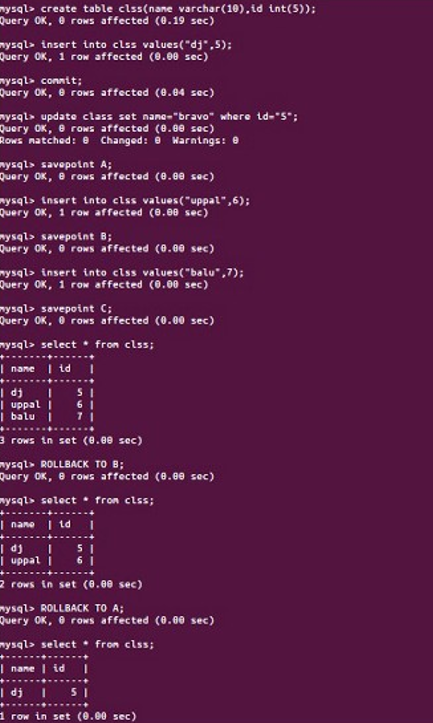 mysql> create table clss(name varchar(10),id int(5));
Query OK, 0 rows affected (0.19 sec)
mysql> insert into clss values("dj",5);
Query OK, 1 row affected (0.00 sec)
mysql> commit;
Query OK, 0 rows affected (0.04 sec)
mysql> update class set name="bravo" where id="5";
Query OK, 0 rows affected (0.00 sec)
Rows matched: 0  Changed: 0  Warnings: 0
mysql> savepoint A;
Query OK, 0 rows affected (0.00 sec)
mysql> insert into clss values("uppal",6);
Query OK, 1 row affected (0.00 sec)
mysql> savepoint B;
Query OK, 0 rows affected (0.00 sec)
mysql> insert into clss values("balu",7);
Query OK, 1 row affected (0.00 sec)
mysql> savepoint C;
Query OK, 0 rows affected (0.00 sec)
mysql> select * from clss;
+-------+------+
| name  | id   |
+-------+------+
| dj    |    5 |
| uppal |    6 |
| balu  |    7 |
+-------+------+
3 rows in set (0.00 sec)
mysql> ROLLBACK TO B;
Query OK, 0 rows affected (0.00 sec)
mysql> select * from clss;
+-------+------+
| name  | id   |
+-------+------+
| dj    |    5 |
| uppal |    6 |
+-------+------+
2 rows in set (0.00 sec)
mysql> ROLLBACK TO A;
Query OK, 0 rows affected (0.00 sec)
mysql> select * from clss;
+------+------+
| name | id   |
+------+------+
| dj   |    5 |
+------+------+
1 row in set (0.00 sec)